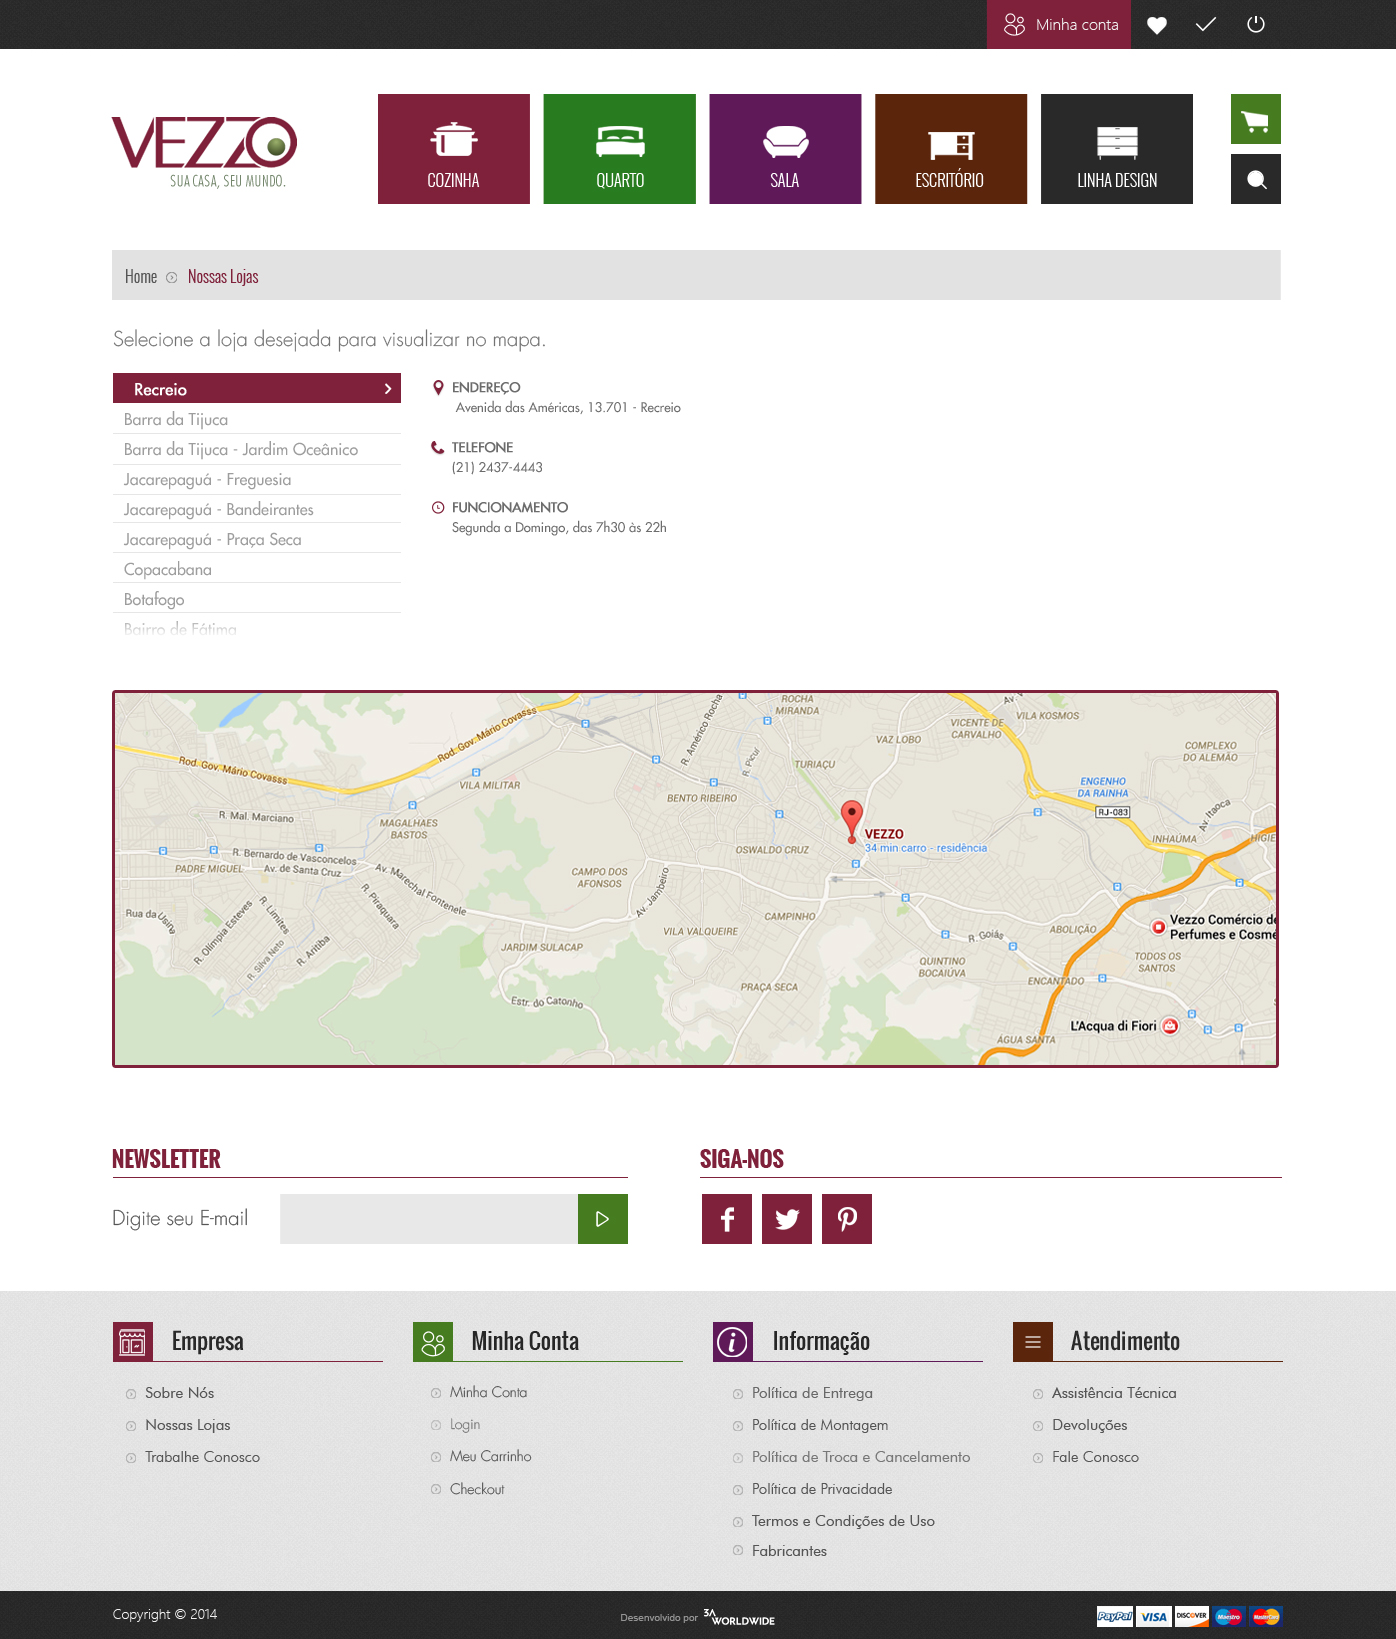 Minha conta
VEZZO
SUA CASA, SEU MUNDO.
COZINHA
QUARTO
SALA
ESCRITÓRIO
LINHA DESIGN
Home
Nossas Lojas
Selecione a loja desejada para visualizar no mapa.
Recreio
Barra da Tijuca
Barra da Tijuca - Jardim Oceânico
Jacarepaguá - Freguesia
Jacarepaguá - Bandeirantes
Jacarepaguá - Praça Seca
Copacabana
Botafogo
Bairro de Fátima
ENDEREÇO
Avenida das Américas, 13.701 - Recreio
TELEFONE
(21) 2437-4443
FUNCIONAMENTO
Segunda a Domingo, das 7h30 às 22h
Rod. Gov. Mário Covasss
Rod. Gov. Mário Covasss
R. Américo Rocha
R. Picuí
ROCHA
MIRANDA
Av.
VILA KOSMOS
VICENTE DE
CARVALHO
VAZ LOBO
COMPLEXO
DO ALEMÃO
TURIAÇU
VILA MILITAR
BENTO RIBEIRO
ENGENHO
DA RAINHA
RJ-083
Av. Itaoca
INHAÚMA
HIGIE
R. Mal. Marciano
MAGALHAES
BASTOS
VEZZO
34 min carro - residência
OSWALDO CRUZ
R. Bernardo de Vasconcelos
Av. de Santa Cruz
PADRE MIGUEL
CAMPO DOS
AFONSOS
Av. Marechal Fontenele
R. Piraquara
Av. Jambeiro
Rua da Usina
R. Olímpia Esteves
R. Limites
R. Silva Neto
R. Aritiba
CAMPINHO
VILA VALQUEIRE
JARDIM SULACAP
R. Goiás
ABOLIÇÃO
Vezzo Comércio de
Perfumes e Cosmé
TODOS OS
SANTOS
QUINTINO
BOCAIUVA
ENCANTADO
PRAÇA SECA
Estr. do Catonho
L'Acqua di Fiori
ÁGUA SANTA
NEWSLETTER
Digite seu E-mail
SIGA-NOS
Empresa
Sobre Nós
Nossas Lojas
Trabalhe Conosco
Minha Conta
Minha Conta
Login
Meu Carrinho
Checkout
Informação
Política de Entrega
Política de Montagem
Política de Troca e Cancelamento
Política de Privacidade
Termos e Condições de Uso
Fabricantes
Atendimento
Assistência Técnica
Devoluções
Fale Conosco
Copyright © 2014
Desenvolvido por
3A WORLDWIDE
PayPal
VISA
DISCOVER
Maestro
MasterCard